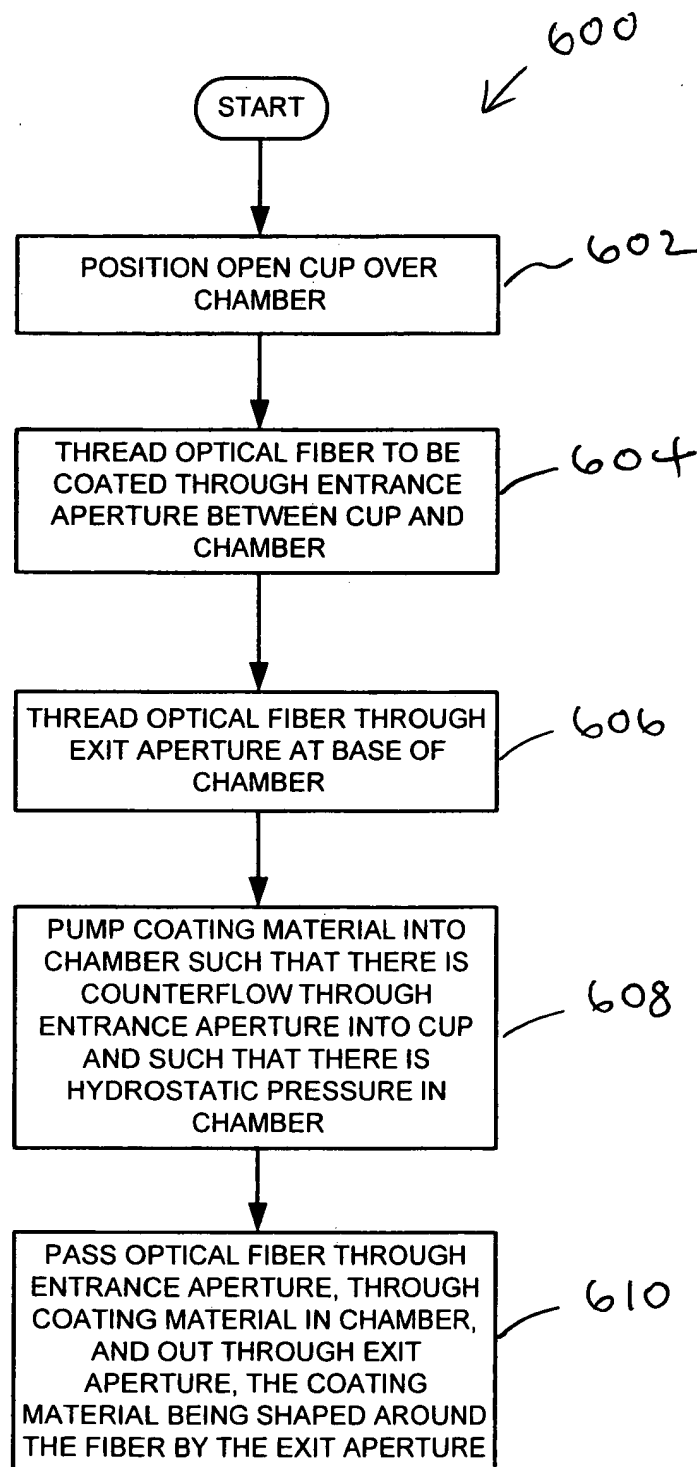 600
START
POSITION OPEN CUP OVER
CHAMBER
602
THREAD OPTICAL FIBER TO BE
COATED THROUGH ENTRANCE
APERTURE BETWEEN CUP AND
CHAMBER
604
THREAD OPTICAL FIBER THROUGH
EXIT APERTURE AT BASE OF
CHAMBER
606
PUMP COATING MATERIAL INTO
CHAMBER SUCH THAT THERE IS
COUNTERFLOW THROUGH
ENTRANCE APERTURE INTO CUP
AND SUCH THAT THERE IS
HYDROSTATIC PRESSURE IN
CHAMBER
608
PASS OPTICAL FIBER THROUGH
ENTRANCE APERTURE, THROUGH
COATING MATERIAL IN CHAMBER,
AND OUT THROUGH EXIT
APERTURE, THE COATING
MATERIAL BEING SHAPED AROUND
THE FIBER BY THE EXIT APERTURE
610